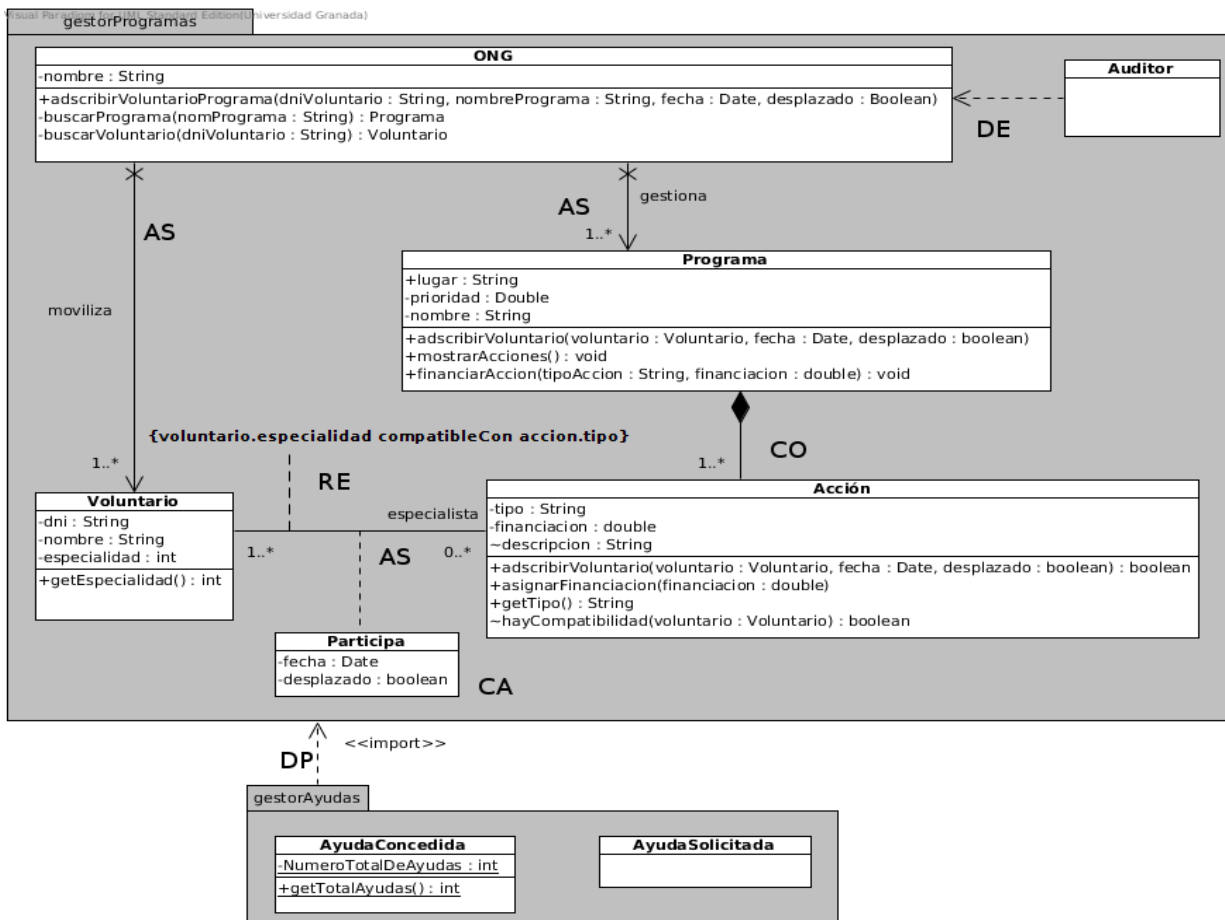 Visual Paradigm for UML Standard Edition(Universidad Granada)
gestorProgramas
ONG
-nombre : String
+adscribirVoluntarioPrograma(dniVoluntario : String, nombrePrograma : String, fecha : Date, desplazado : Boolean)
-buscarPrograma(nomPrograma : String) : Programa
-buscarVoluntario(dniVoluntario : String) : Voluntario
Auditor
DE
AS
moviliza
1..*
AS
gestiona
1..*
Programa
+lugar : String
-prioridad : Double
-nombre : String
+adscribirVoluntario(voluntario : Voluntario, fecha : Date, desplazado : boolean)
+mostrarAcciones() : void
+financiarAccion(tipoAccion : String, financiacion : double) : void
CO
1..*
{voluntario.especialidad compatibleCon accion.tipo}
RE
Voluntario
-dni : String
-nombre : String
-especialidad : int
+getEspecialidad() : int
1..*
AS
especialista
0..*
Acción
-tipo : String
-financiacion : double
~descripcion : String
+adscribirVoluntario(voluntario : Voluntario, fecha : Date, desplazado : boolean) : boolean
+asignarFinanciacion(financiacion : double)
+getTipo() : String
~hayCompatibilidad(voluntario : Voluntario) : boolean
Participa
-fecha : Date
-desplazado : boolean
CA
DP
<<import>>
gestorAyudas
AyudaConcedida
-NumeroTotalDeAyudas : int
+getTotalAyudas() : int
AyudaSolicitada